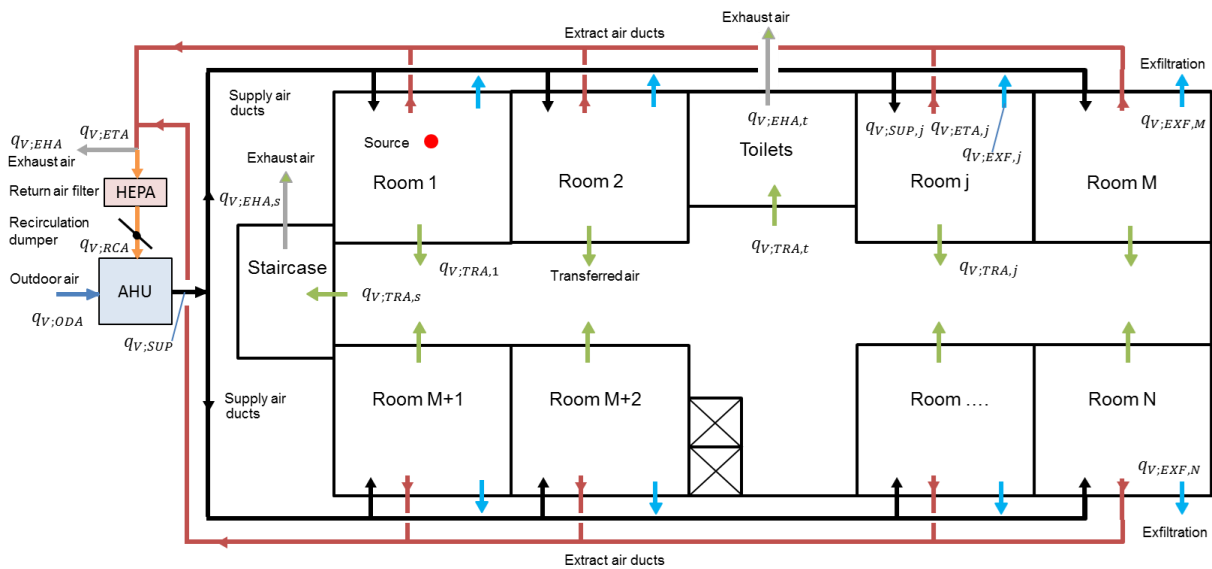 Exhaust air
Extract air ducts
Exfiltration
Supply air
ducts
q_{V;EHA,t}
q_{V;SUP,j}
q_{V;ETA,j}
q_{V;EXF,M}
q_{V;EHA}
q_{V;ETA}
Exhaust air
Source
Toilets
q_{V;EXF,j}
Exhaust air
Return air filter
HEPA
Room 1
Room 2
Room j
Room M
q_{V;EHA,s}
Recirculation
dumper
q_{V;RCA}
q_{V;TRA,t}
Staircase
q_{V;TRA,1}
Transferred air
q_{V;TRA,j}
Outdoor air
AHU
q_{V;TRA,s}
q_{V;ODA}
q_{V;SUP}
Supply air
ducts
Room M+1
Room M+2
Room ....
Room N
q_{V;EXF,N}
Exfiltration
Extract air ducts